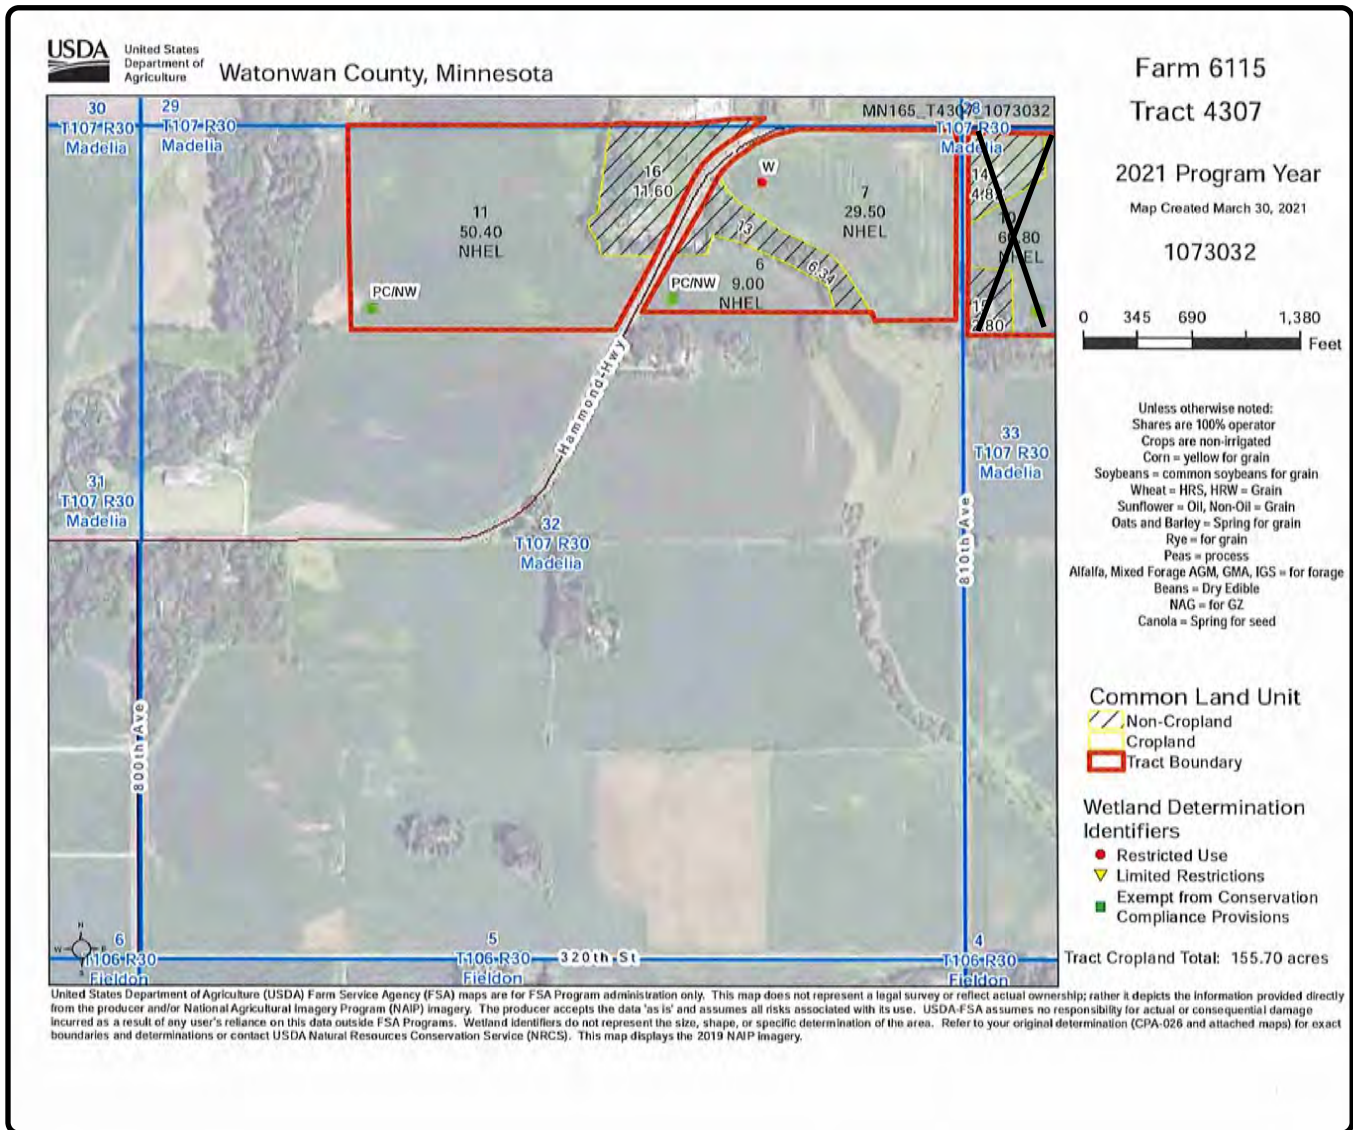 USDA
United States
Department of
Agriculture
Watonwan County, Minnesota
Farm 6115
Tract 4307
2021 Program Year
Map Created March 30, 2021
1073032
0 345 690 1,380
Feet
Unless otherwise noted:
Shares are 100% operator
Crops are non-irrigated
Corn = yellow for grain
Soybeans = common soybeans for grain
Wheat = HRS, HRW = Grain
Sunflower = Oil, Non-Oil = Grain
Oats and Barley = Spring for grain
Rye = for grain
Peas = process
Alfalfa, Mixed Forage AGM, GMA, IGS = for forage
Beans = Dry Edible
NAG = for GZ
Canola = Spring for seed
Common Land Unit
Non-Cropland
Cropland
Tract Boundary
Wetland Determination
Identifiers
Restricted Use
Limited Restrictions
Exempt from Conservation
Compliance Provisions
Tract Cropland Total: 155.70 acres
30
T107 R30
Madelia
29
T107 R30
Madelia
28
T107 R30
Madelia
11
50.40
NHEL
PC/NW
16
11.60
W
7
29.50
NHEL
13
6.34
PC/NW
6
9.00
NHEL
14
Hammond-Hwy
31
T107 R30
Madelia
32
T107 R30
Madelia
33
T107 R30
Madelia
810th Ave
800th Ave
N
W
S
6
T106 R30
Fieldon
5
T106 R30
Fieldon
320th St
4
T106 R30
Fieldon
United States Department of Agriculture (USDA) Farm Service Agency (FSA) maps are for FSA Program administration only. This map does not represent a legal survey or reflect actual ownership; rather it depicts the information provided directly
from the producer and/or National Agricultural Imagery Program (NAIP) imagery. The producer accepts the data 'as is' and assumes all risks associated with its use. USDA-FSA assumes no responsibility for actual or consequential damage
incurred as a result of any user's reliance on this data outside FSA Programs. Wetland identifiers do not represent the size, shape, or specific determination of the area. Refer to your original determination (CPA-026 and attached maps) for exact
boundaries and determinations or contact USDA Natural Resources Conservation Service (NRCS). This map displays the 2019 NAIP imagery.